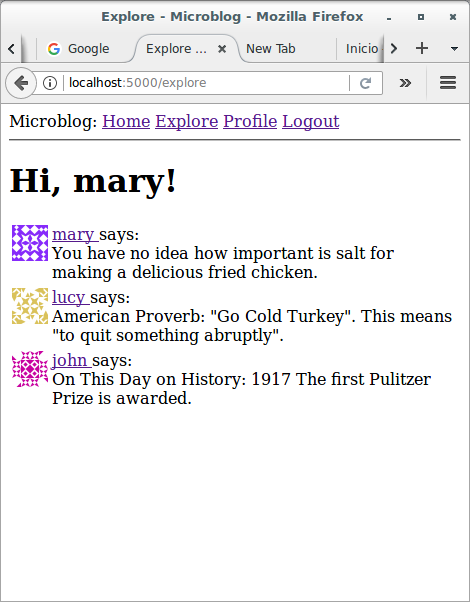 Explore - Microblog - Mozilla Firefox
Google
Explore ...
New Tab
Inicio
localhost:5000/explore
Microblog: Home Explore Profile Logout
Hi, mary!
mary says:
You have no idea how important is salt for
making a delicious fried chicken.
lucy says:
American Proverb: "Go Cold Turkey". This means
"to quit something abruptly".
john says:
On This Day on History: 1917 The first Pulitzer
Prize is awarded.